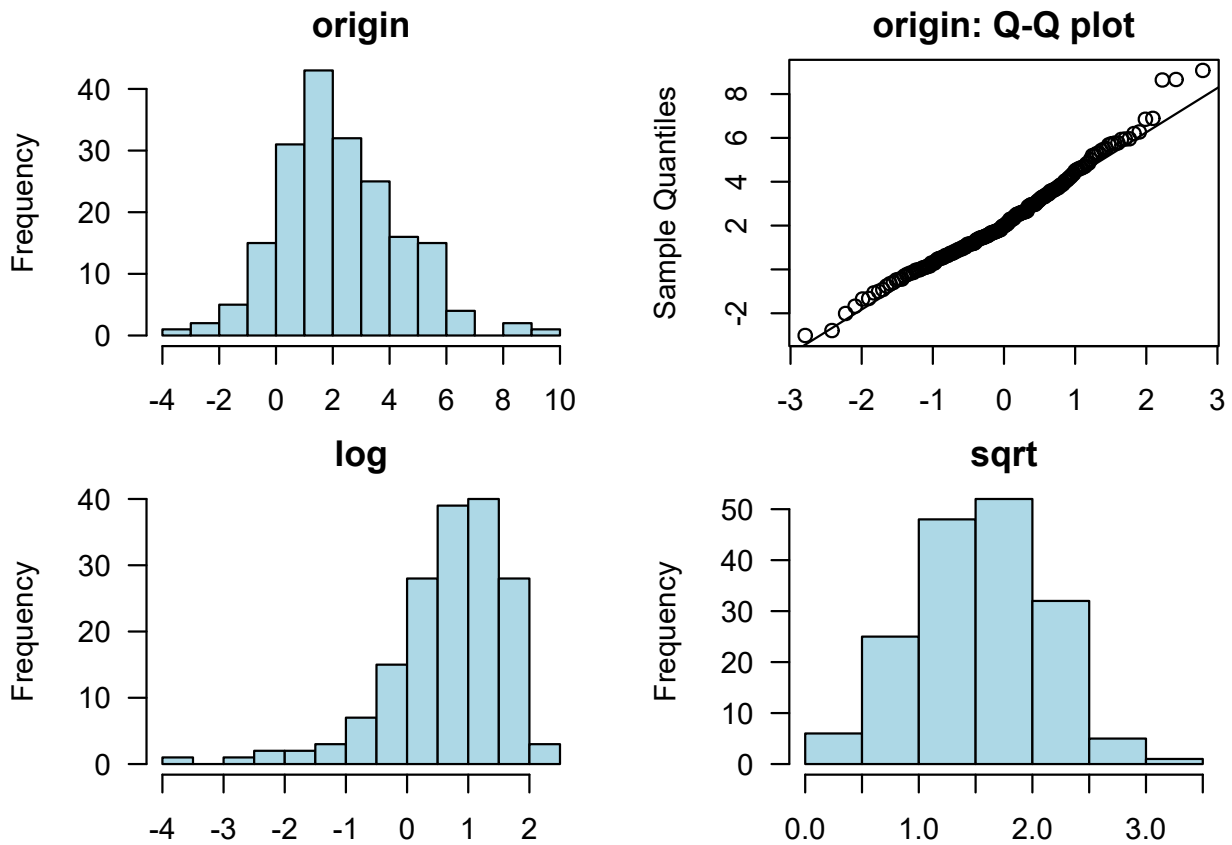 origin
Frequency
40
30
20
10
0
-4 -2 0 2 4 6 8 10
origin: Q-Q plot
Sample Quantiles
8
6
4
2
-2
-3 -2 -1 0 1 2 3
log
Frequency
40
30
20
10
0
-4 -3 -2 -1 0 1 2
sqrt
Frequency
50
40
30
20
10
0
0.0 1.0 2.0 3.0